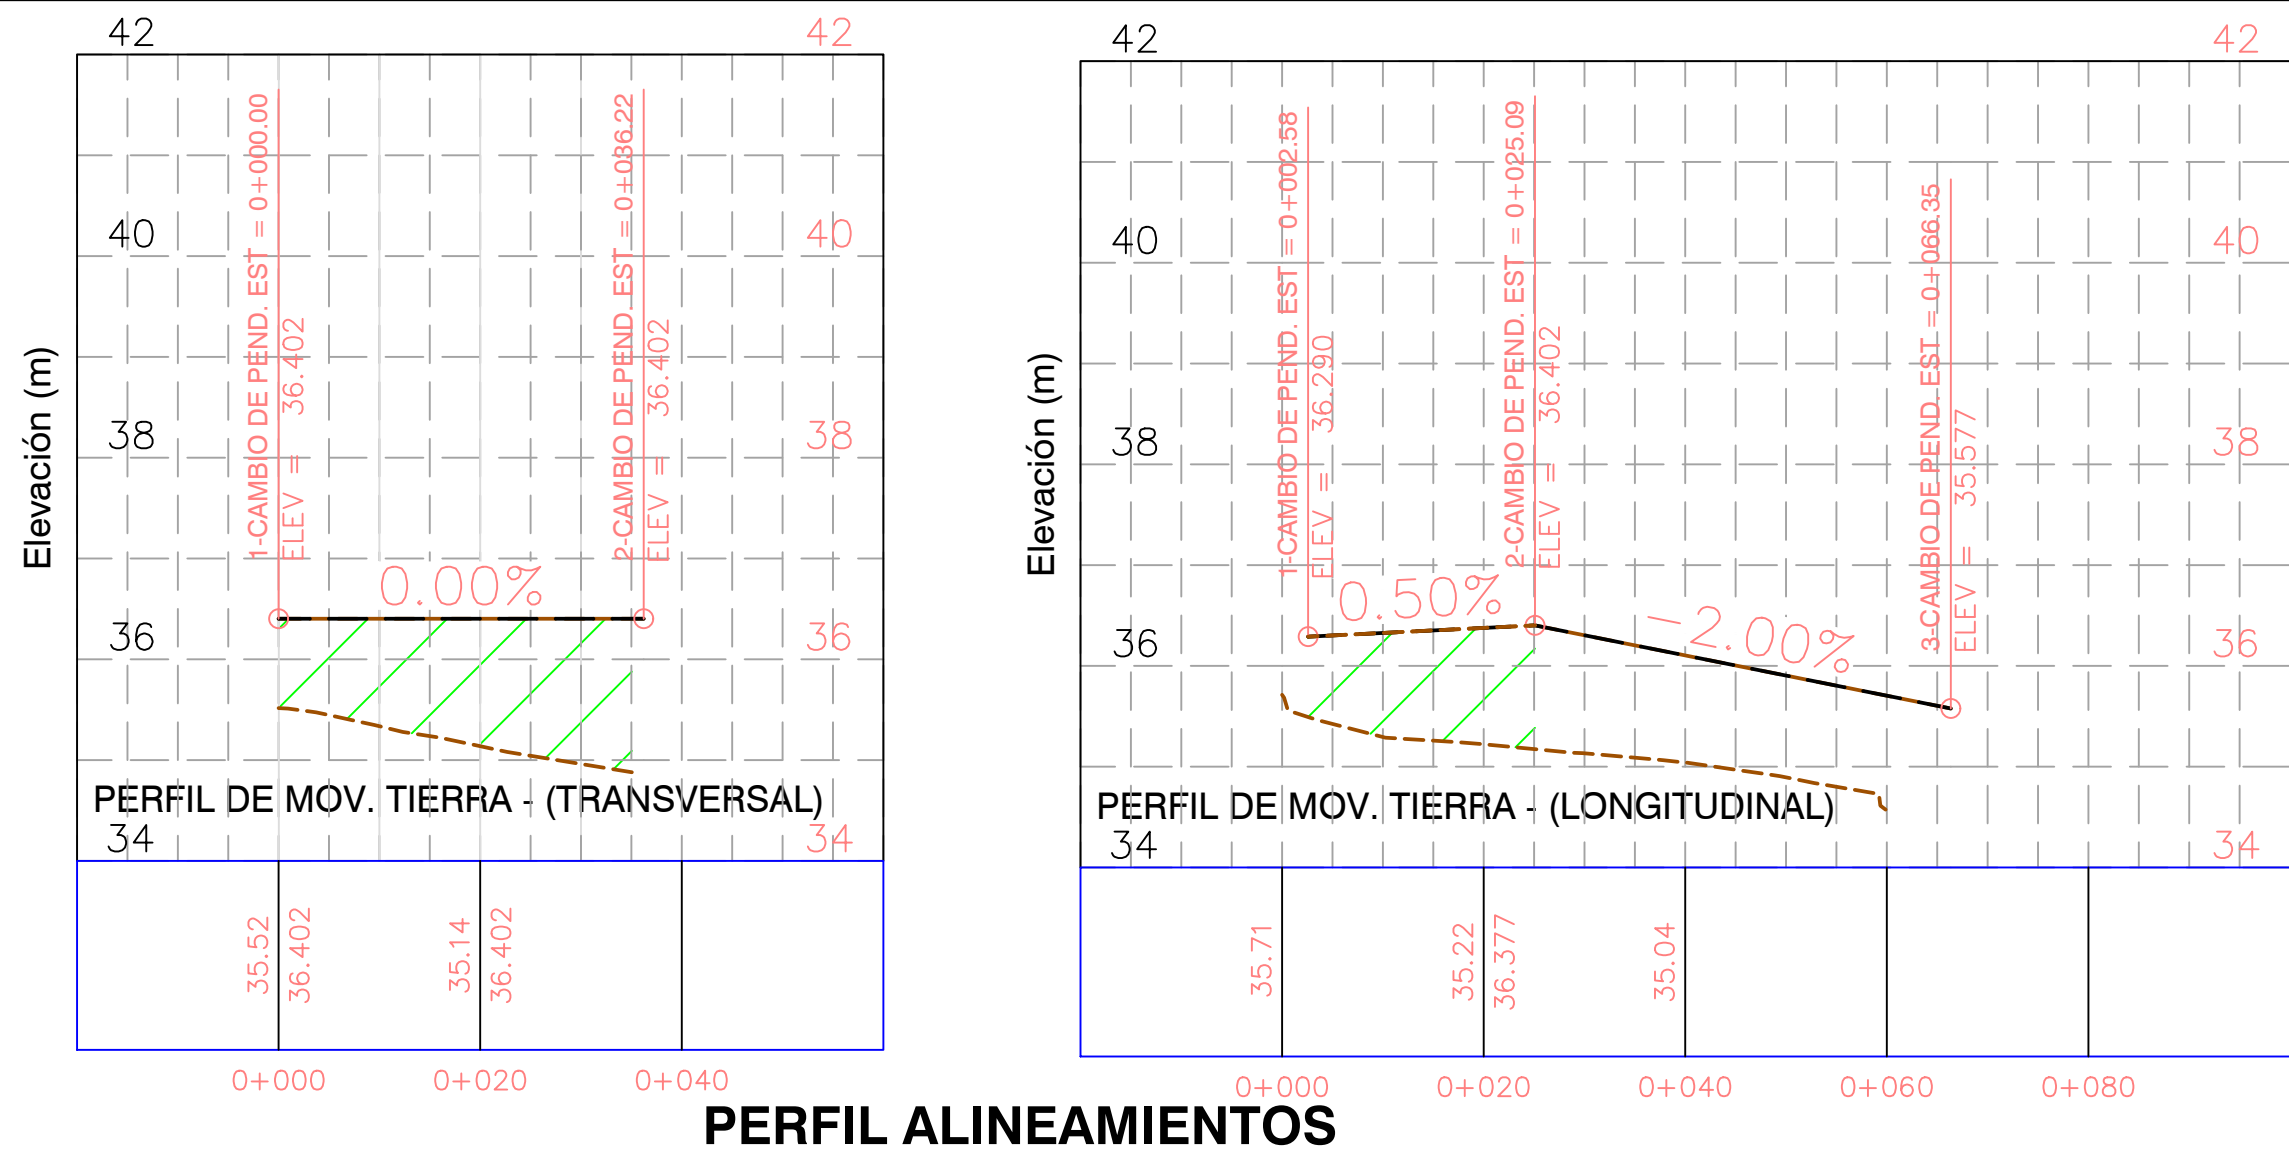 42
42
40
40
38
38
36
36
34
34
Elevación (m)
1-CAMBIO DE PEND. EST = 0+000.00
ELEV = 36.402
2-CAMBIO DE PEND. EST = 0+036.22
ELEV = 36.402
0.00%
PERFIL DE MOV. TIERRA - (TRANSVERSAL)
35.52
36.402
35.14
36.402
0+000
0+020
0+040
42
42
40
40
38
38
36
36
34
34
Elevación (m)
1-CAMBIO DE PEND. EST = 0+002.58
ELEV = 36.290
2-CAMBIO DE PEND. EST = 0+025.09
ELEV = 36.402
3-CAMBIO DE PEND. EST = 0+066.35
ELEV = 35.577
0.50%
-2.00%
PERFIL DE MOV. TIERRA - (LONGITUDINAL)
35.71
35.22
36.377
35.04
0+000
0+020
0+040
0+060
0+080
PERFIL ALINEAMIENTOS